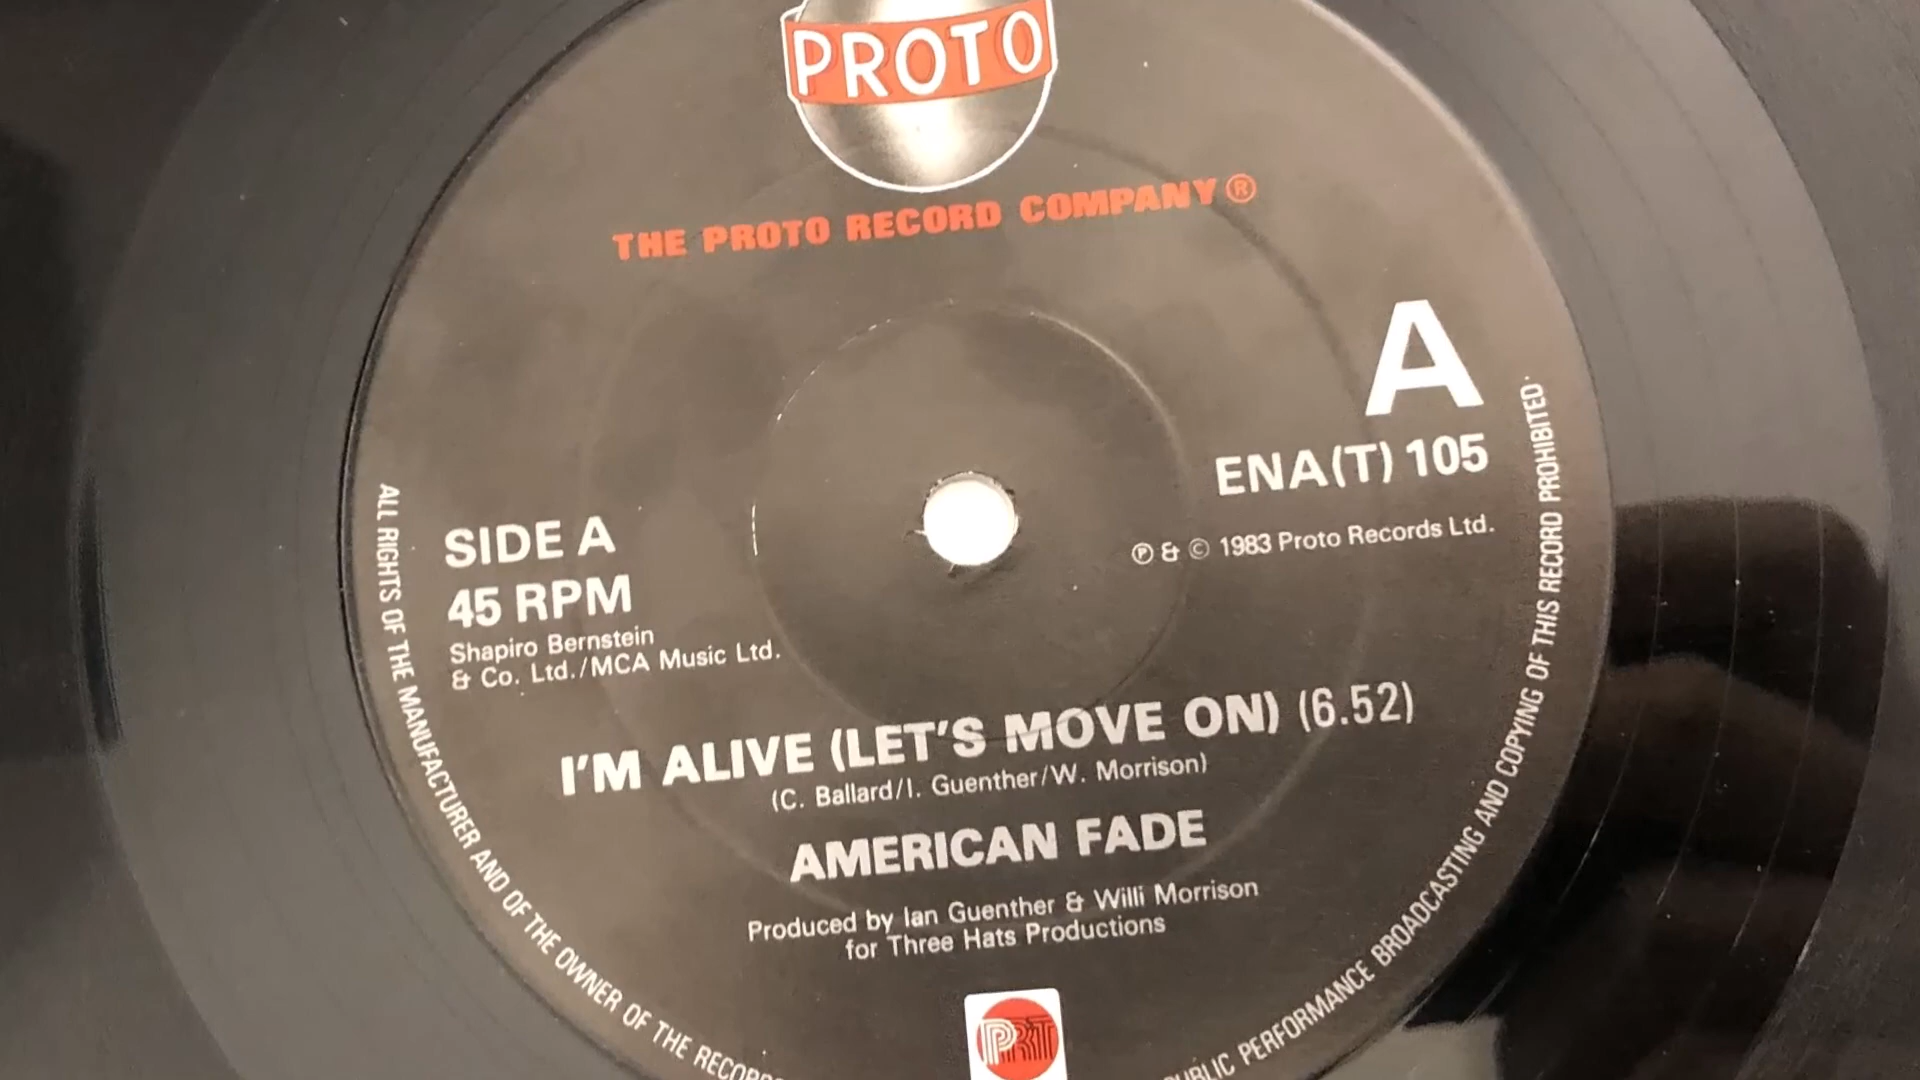 PROTO
THE PROTO RECORD COMPANY ®
A
ENA(T) 105
℗ & © 1983 Proto Records Ltd.
SIDE A
45 RPM
Shapiro Bernstein
& Co. Ltd./MCA Music Ltd.
I'M ALIVE (LET'S MOVE ON) (6.52)
(C. Ballard/I. Guenther/W. Morrison)
AMERICAN FADE
Produced by Ian Guenther & Willi Morrison
for Three Hats Productions
PRT
ALL RIGHTS OF THE MANUFACTURER AND OF THE OWNER OF THE
PERFORMANCE BROADCASTING AND COPYING OF THIS RECORD PROHIBITED.